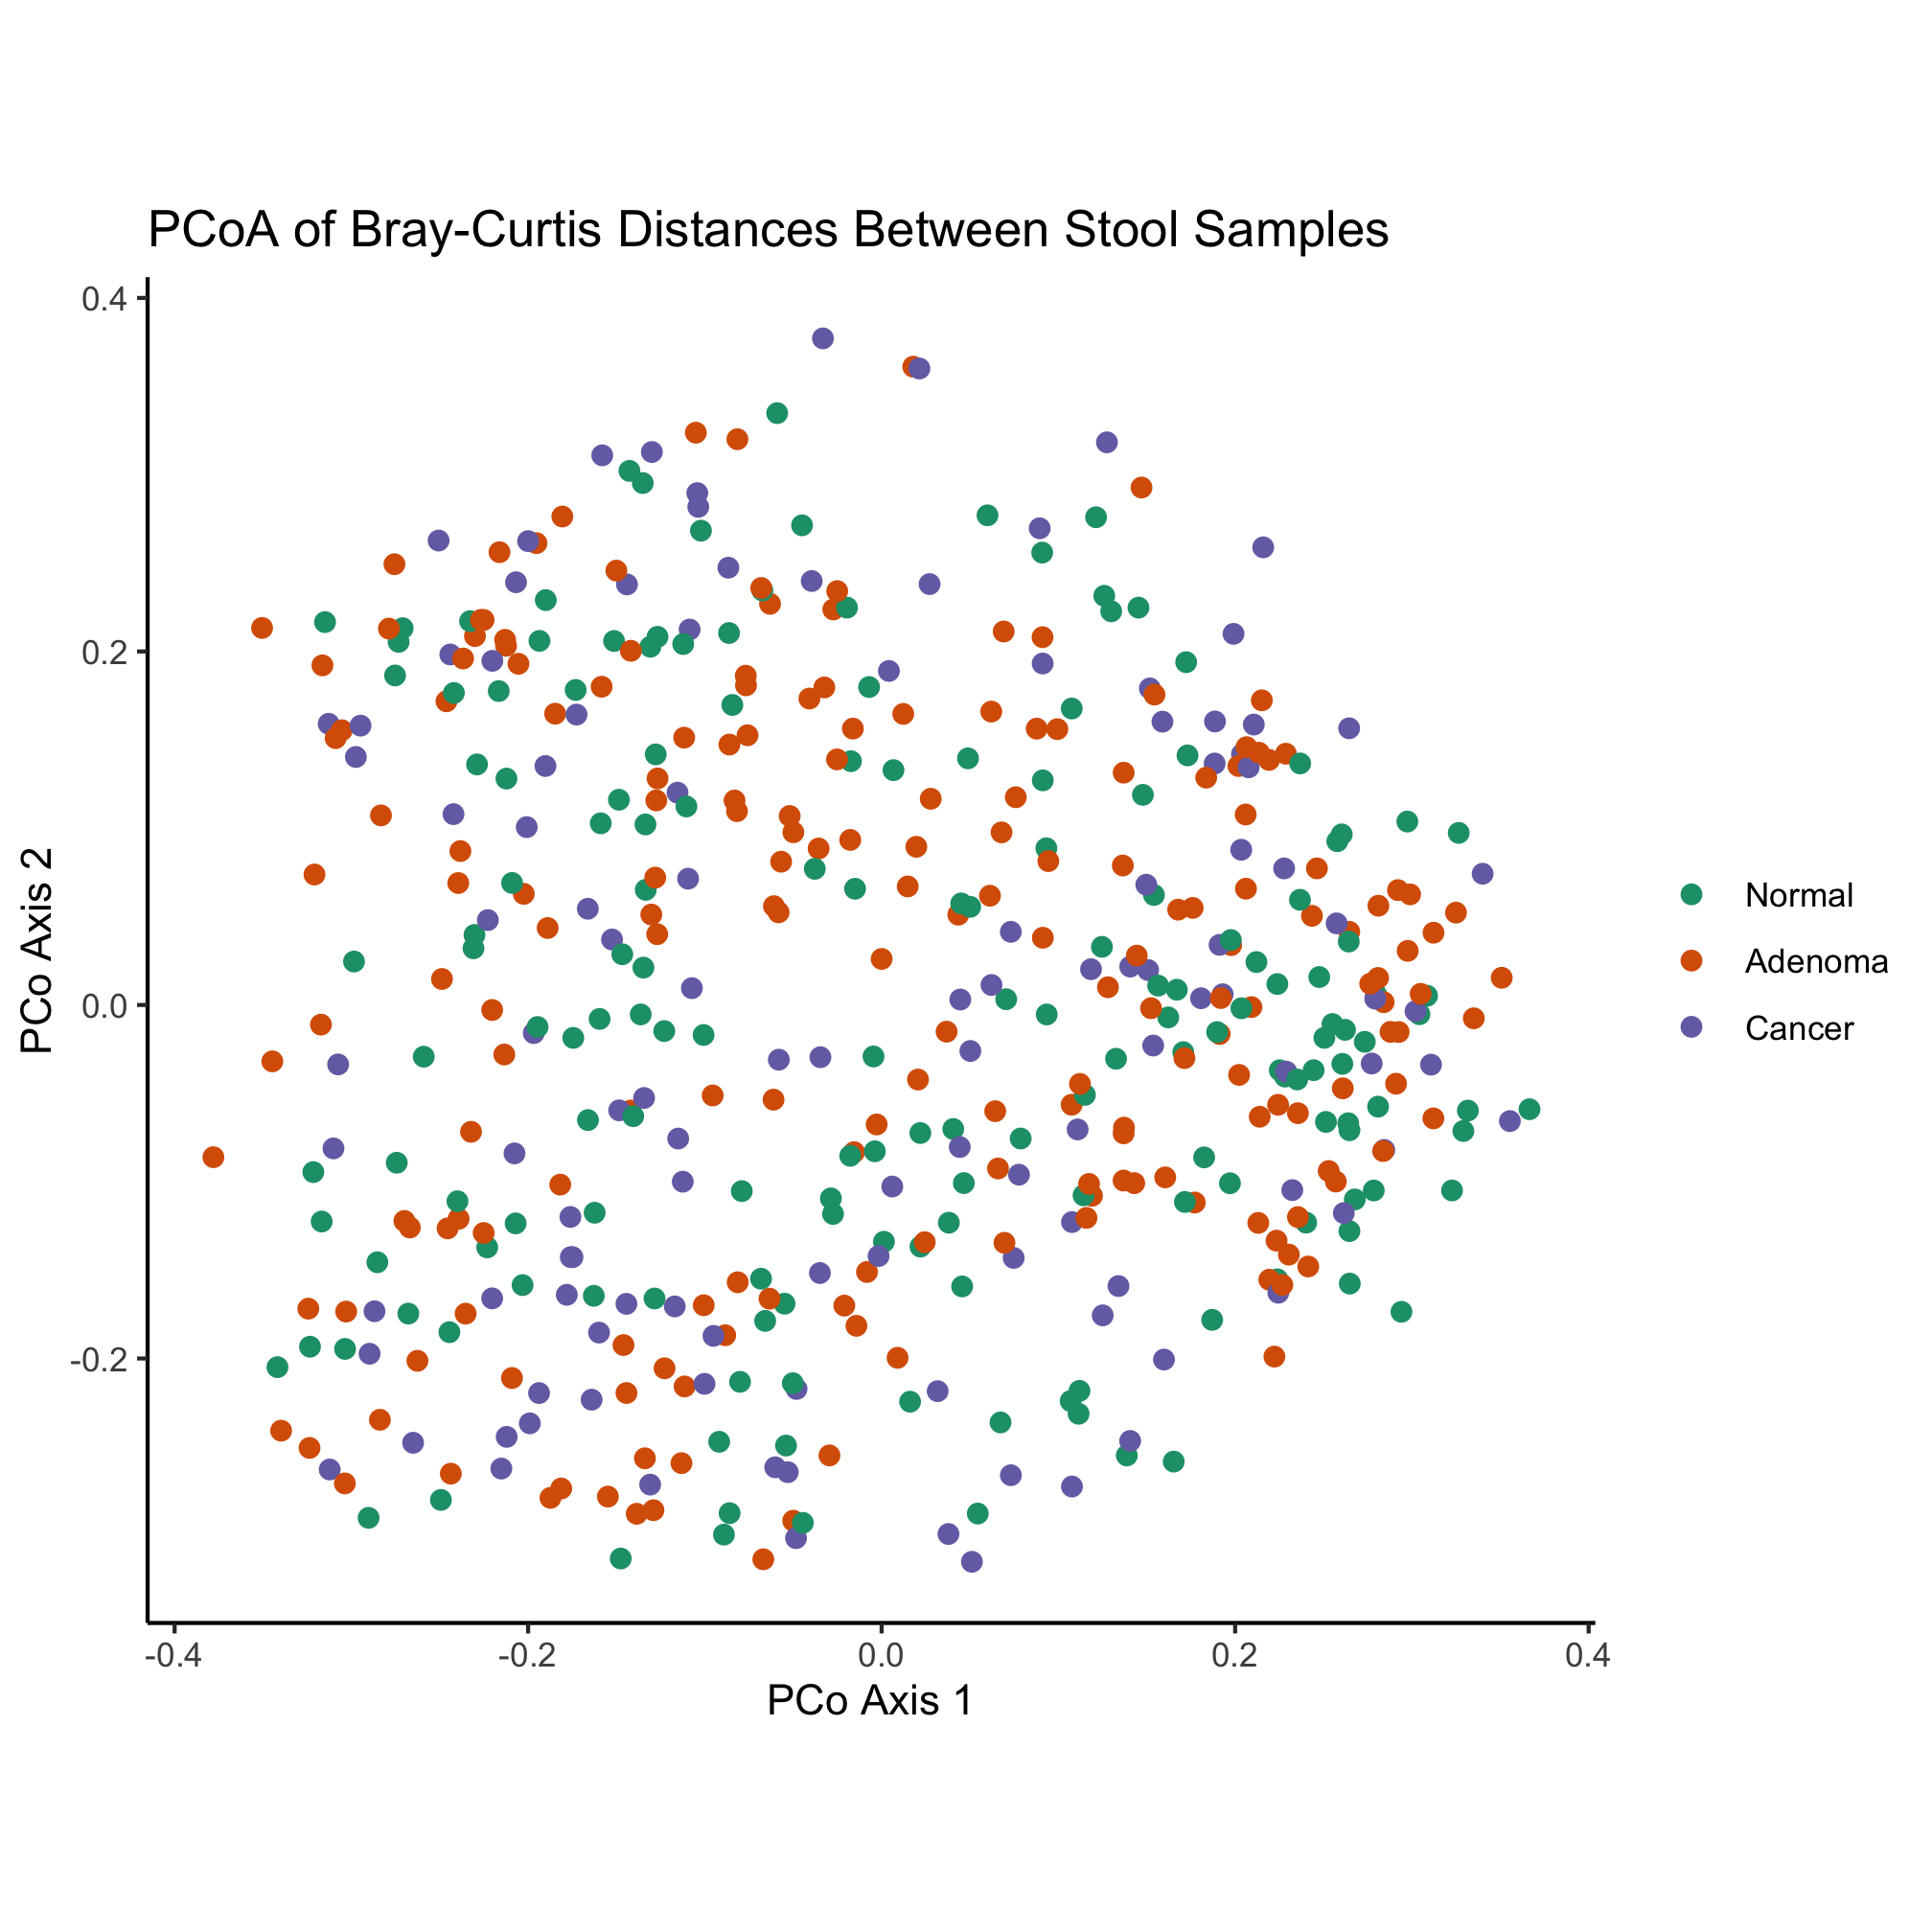 PCoA of Bray-Curtis Distances Between Stool Samples
0.4
0.2
0.0
-0.2
PCo Axis 2
-0.4 -0.2 0.0 0.2 0.4
PCo Axis 1
Normal
Adenoma
Cancer